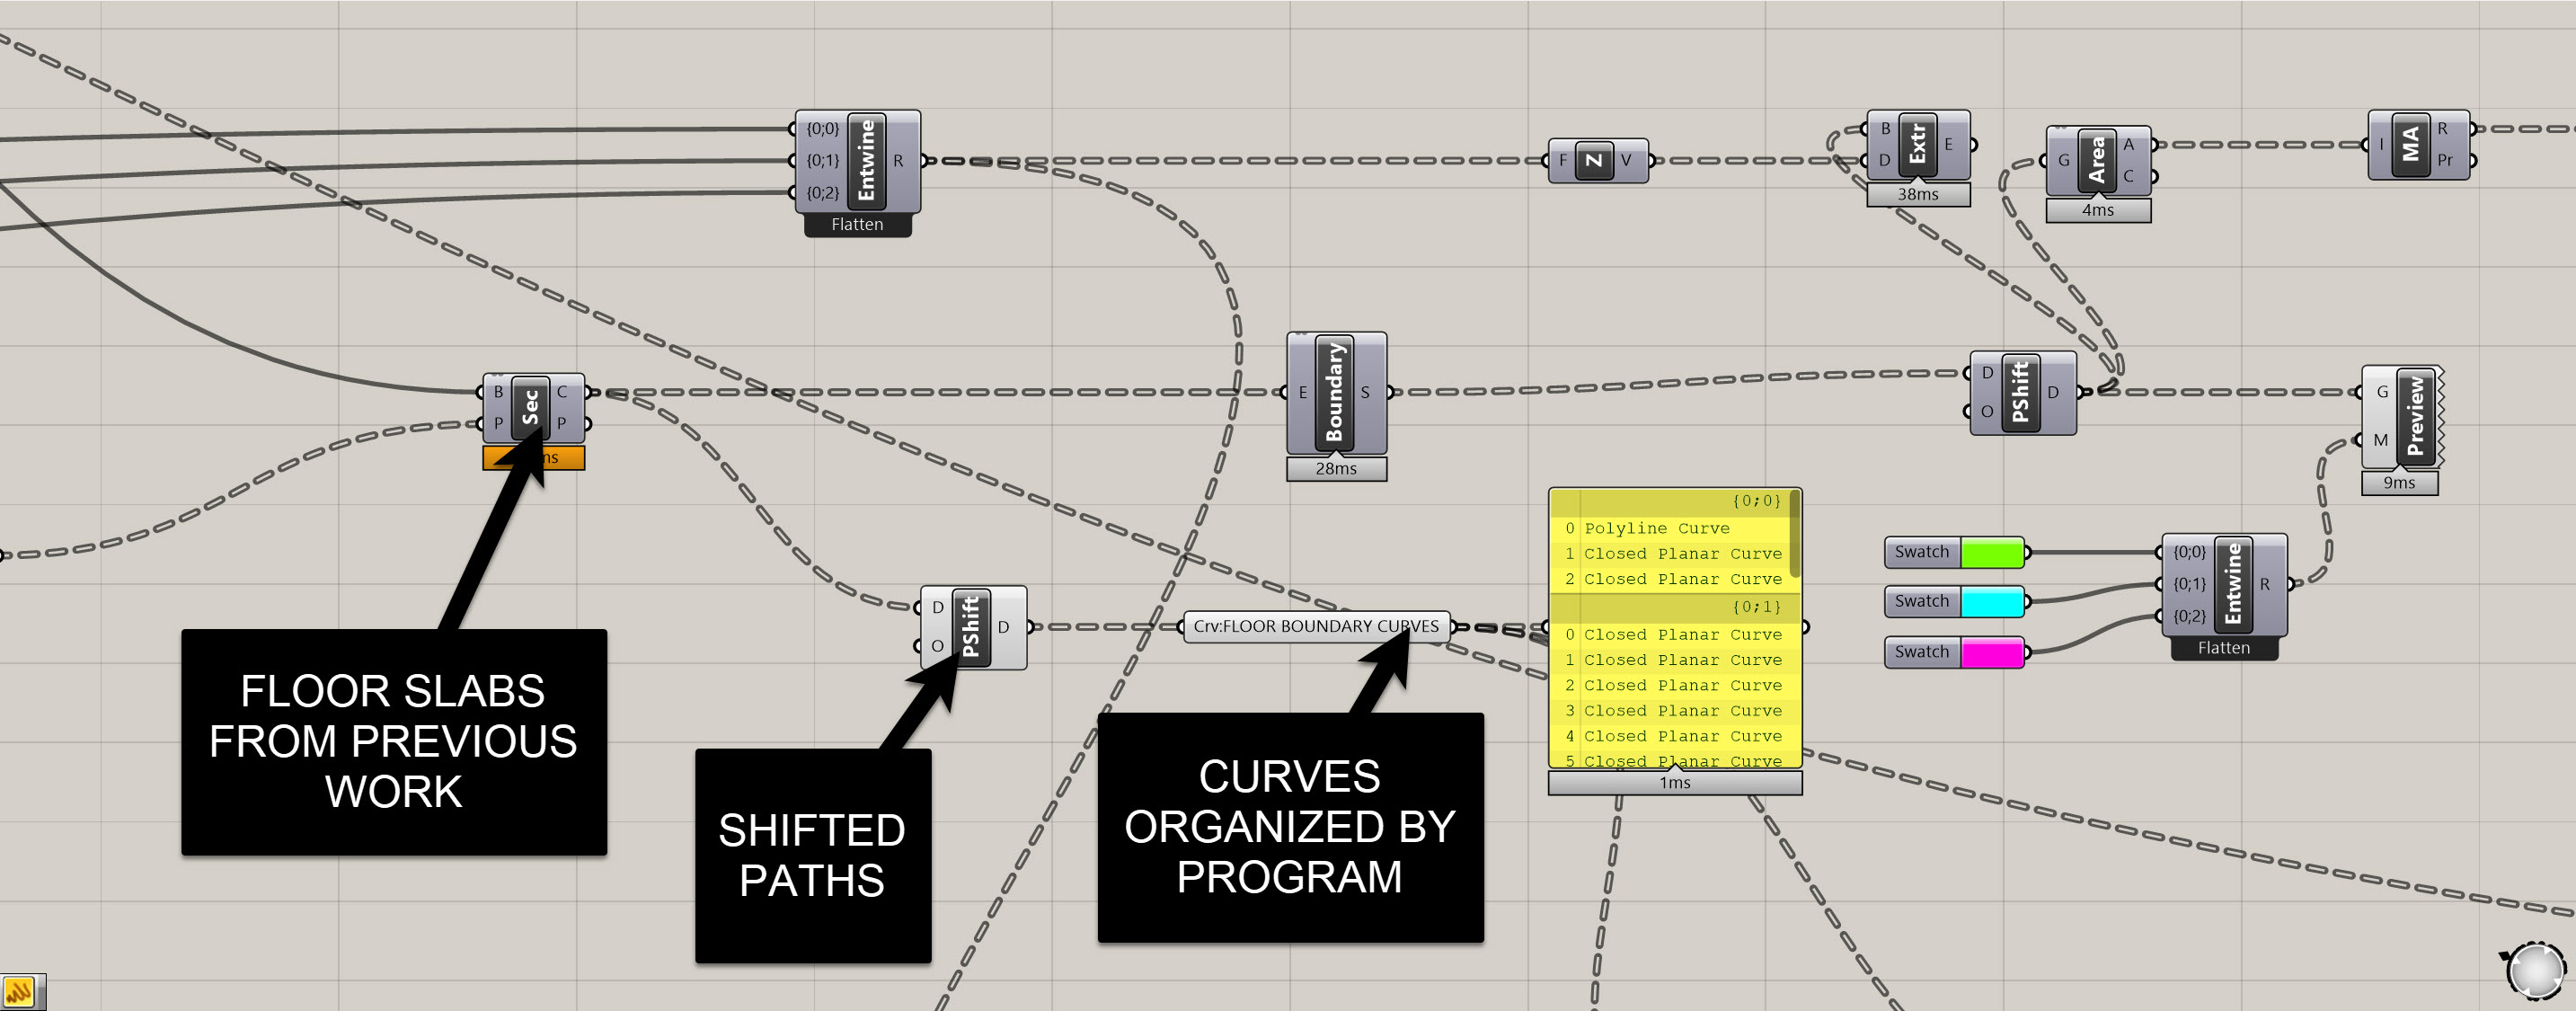 {0;0}
{0;1}
{0;2}
Entwine
R
Flatten
F
Z
V
B
D
Extr
E
38ms
G
Area
A
C
4ms
I
MA
R
Pr
B
P
Sec
C
P
ms
E
Boundary
S
28ms
D
O
PShift
D
G
M
Preview
9ms
D
O
PShift
D
Crv:FLOOR BOUNDARY CURVES
{0;0}
0 Polyline Curve
1 Closed Planar Curve
2 Closed Planar Curve
{0;1}
0 Closed Planar Curve
1 Closed Planar Curve
2 Closed Planar Curve
3 Closed Planar Curve
4 Closed Planar Curve
5 Closed Planar Curve
1ms
Swatch
Swatch
Swatch
{0;0}
{0;1}
{0;2}
Entwine
R
Flatten
FLOOR SLABS
FROM PREVIOUS
WORK
SHIFTED
PATHS
CURVES
ORGANIZED BY
PROGRAM